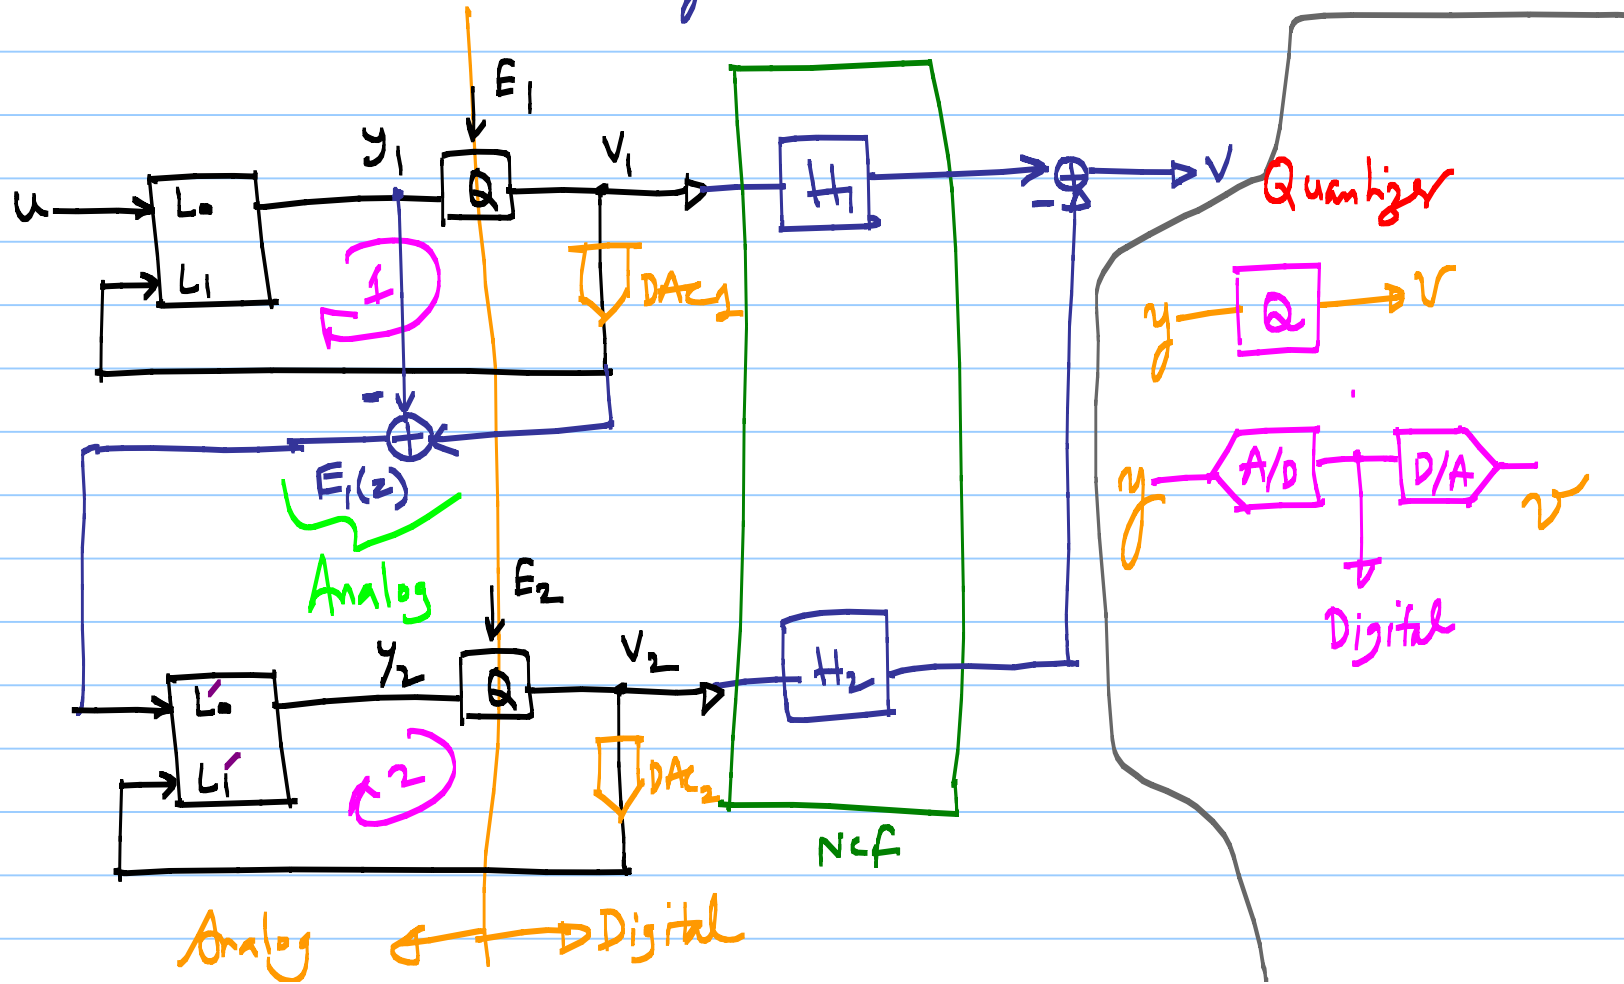 E1
y1
V1
Q
u
L0
L1
1
DAC1
H1
-
V
-
E1(z)
Analog
E2
y2
V2
Q
L0'
L1'
2
DAC2
H2
NCF
Analog
Digital
Quantizer
y
Q
v
y
A/D
D/A
v
Digital